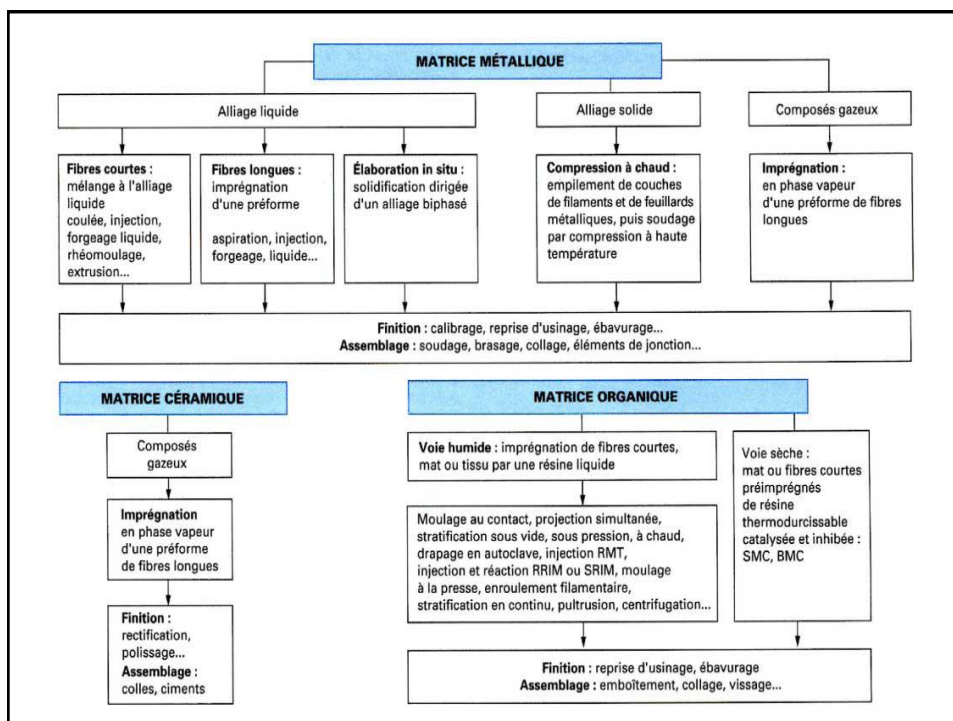 MATRICE MÉTALLIQUE
Alliage liquide
Alliage solide
Composés gazeux
Fibres courtes :
mélange à l'alliage
liquide
coulée, injection,
forgeage liquide,
rhéomoulage,
extrusion...
Fibres longues :
imprégnation
d'une préforme
aspiration, injection,
forgeage, liquide...
Élaboration in situ :
solidification dirigée
d'un alliage biphasé
Compression à chaud :
empilement de couches
de filaments et de feuillards
métalliques, puis soudage
par compression à haute
température
Imprégnation :
en phase vapeur
d'une préforme de fibres
longues
Finition : calibrage, reprise d'usinage, ébavurage...
Assemblage : soudage, brasage, collage, éléments de jonction...
MATRICE CÉRAMIQUE
Composés
gazeux
Imprégnation
en phase vapeur
d'une préforme
de fibres longues
Finition :
rectification,
polissage...
Assemblage :
colles, ciments
MATRICE ORGANIQUE
Voie humide : imprégnation de fibres courtes,
mat ou tissu par une résine liquide
Moulage au contact, projection simultanée,
stratification sous vide, sous pression, à chaud,
drapage en autoclave, injection RMT,
injection et réaction RRIM ou SRIM, moulage
à la presse, enroulement filamentaire,
stratification en continu, pultrusion, centrifugation...
Voie sèche :
mat ou fibres courtes
préimprégnés
de résine
thermodurcissable
catalysée et inhibée :
SMC, BMC
Finition : reprise d'usinage, ébavurage
Assemblage : emboîtement, collage, vissage...